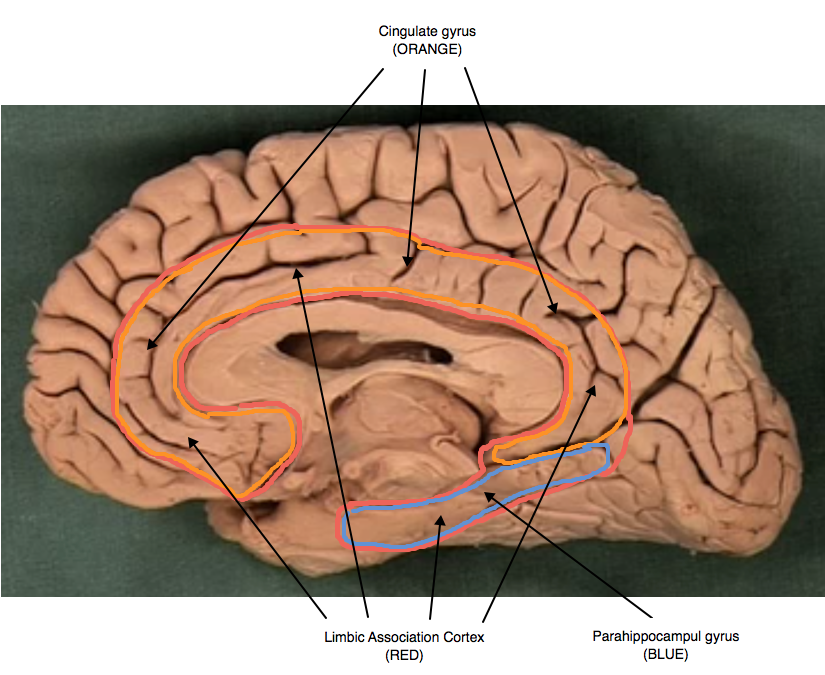 Cingulate gyrus
(ORANGE)
Limbic Association Cortex
(RED)
Parahippocampul gyrus
(BLUE)